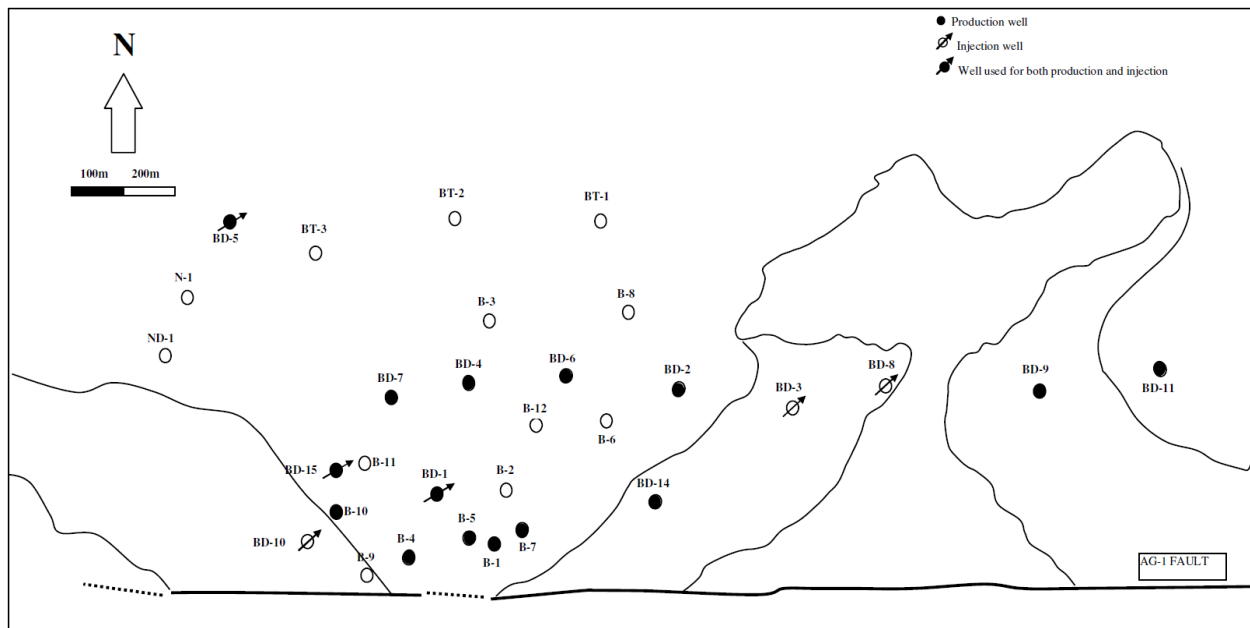 Production well
N
Injection well
Well used for both production and injection
100m 200m
BT-2
BT-1
BD-5
BT-3
N-1
B-3
B-8
ND-1
BD-4
BD-6
BD-2
BD-8
BD-9
BD-7
BD-3
BD-11
B-12
B-6
BD-15
B-11
BD-1
B-2
BD-14
B-10
B-5
BD-10
B-4
B-7
B-9
B-1
AG-1 FAULT